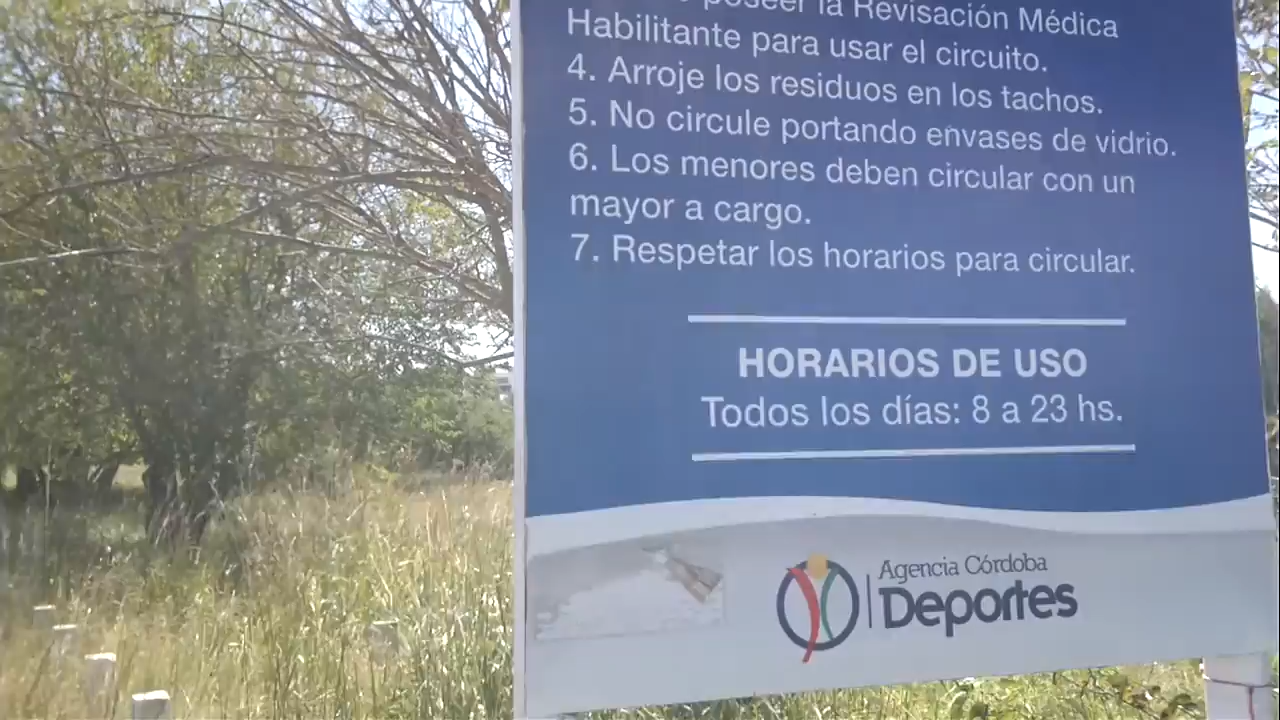 poseer la Revisación Médica
Habilitante para usar el circuito.
4. Arroje los residuos en los tachos.
5. No circule portando envases de vidrio.
6. Los menores deben circular con un
mayor a cargo.
7. Respetar los horarios para circular.
HORARIOS DE USO
Todos los días: 8 a 23 hs.
Agencia Córdoba
Deportes